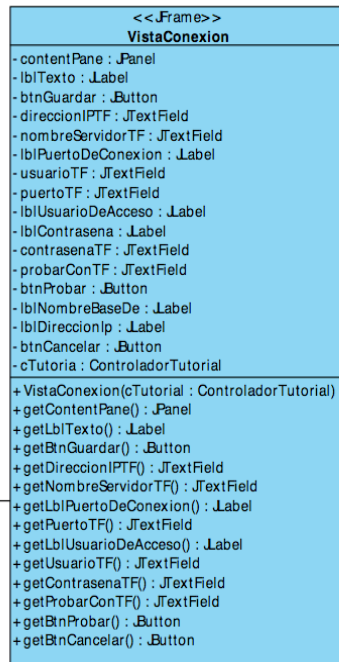 <<JFrame>>
VistaConexion
- contentPane : JPanel
- lblTexto : JLabel
- btnGuardar : JButton
- direccionIPTF : JTextField
- nombreServidorTF : JTextField
- lblPuertoDeConexion : JLabel
- usuarioTF : JTextField
- puertoTF : JTextField
- lblUsuarioDeAcceso : JLabel
- lblContrasena : JLabel
- contrasenaTF : JTextField
- probarConTF : JTextField
- btnProbar : JButton
- lblNombreBaseDe : JLabel
- lblDireccionIp : JLabel
- btnCancelar : JButton
- cTutoria : ControladorTutorial
+ VistaConexion(cTutorial : ControladorTutorial)
+ getContentPane() : JPanel
+ getLblTexto() : JLabel
+ getBtnGuardar() : JButton
+ getDireccionIPTF() : JTextField
+ getNombreServidorTF() : JTextField
+ getLblPuertoDeConexion() : JLabel
+ getPuertoTF() : JTextField
+ getLblUsuarioDeAcceso() : JLabel
+ getUsuarioTF() : JTextField
+ getContrasenaTF() : JTextField
+ getProbarConTF() : JTextField
+ getBtnProbar() : JButton
+ getBtnCancelar() : JButton